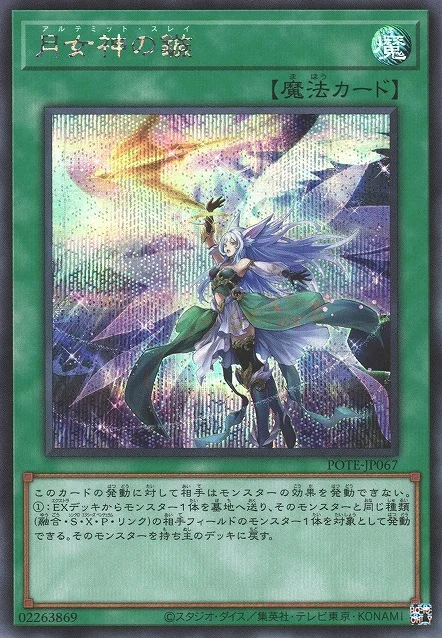 アルテミット・スレイ
月女神の鏃
魔
まほう
【魔法カード】
POTE-JP067
このカードの発動に対して相手はモンスターの効果を発動できない。
①：EXデッキからモンスター1体を墓地へ送り、そのモンスターと同じ種類
(融合・S・X・P・リンク)の相手フィールドのモンスター1体を対象として発動
できる。そのモンスターを持ち主のデッキに戻す。
02263869
©スタジオ・ダイス／集英社・テレビ東京・KONAMI